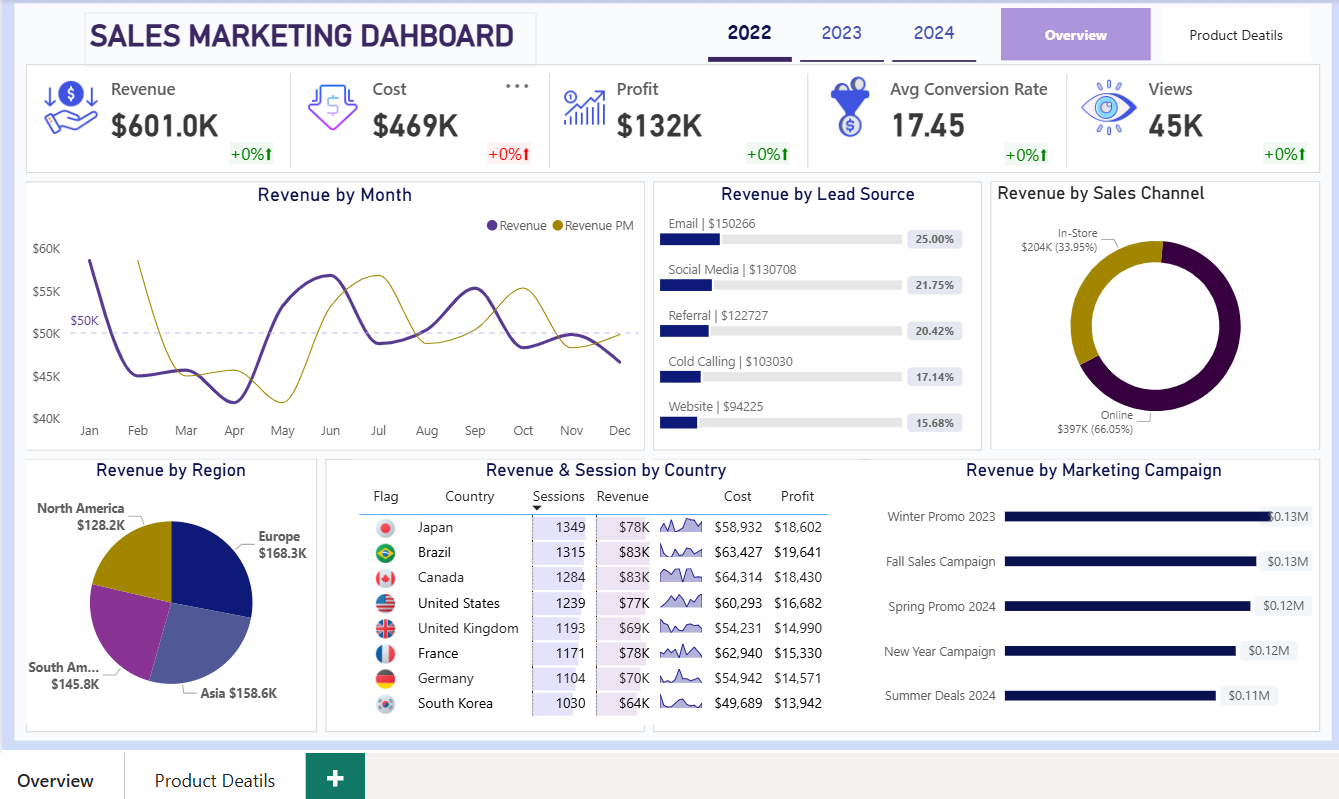 SALES MARKETING DAHBOARD
2022 2023 2024
Overview
Product Deatils
Revenue
$601.0K
+0%⬆
Cost
$469K
+0%⬆
Profit
$132K
+0%⬆
Avg Conversion Rate
17.45
+0%⬆
Views
45K
+0%⬆
Revenue by Month
Revenue Revenue PM
$60K
$55K
$50K
$50K
$45K
$40K
Jan Feb Mar Apr May Jun Jul Aug Sep Oct Nov Dec
Revenue by Lead Source
Email | $150266
25.00%
Social Media | $130708
21.75%
Referral | $122727
20.42%
Cold Calling | $103030
17.14%
Website | $94225
15.68%
Revenue by Sales Channel
In-Store
$204K (33.95%)
Online
$397K (66.05%)
Revenue by Region
North America
$128.2K
Europe
$168.3K
South Am...
$145.8K
Asia $158.6K
Revenue & Session by Country
Flag Country Sessions Revenue Cost Profit
Japan 1349 $78K $58,932 $18,602
Brazil 1315 $83K $63,427 $19,641
Canada 1284 $83K $64,314 $18,430
United States 1239 $77K $60,293 $16,682
United Kingdom 1193 $69K $54,231 $14,990
France 1171 $78K $62,940 $15,330
Germany 1104 $70K $54,942 $14,571
South Korea 1030 $64K $49,689 $13,942
Revenue by Marketing Campaign
Winter Promo 2023 $0.13M
Fall Sales Campaign $0.13M
Spring Promo 2024 $0.12M
New Year Campaign $0.12M
Summer Deals 2024 $0.11M
Overview Product Deatils +